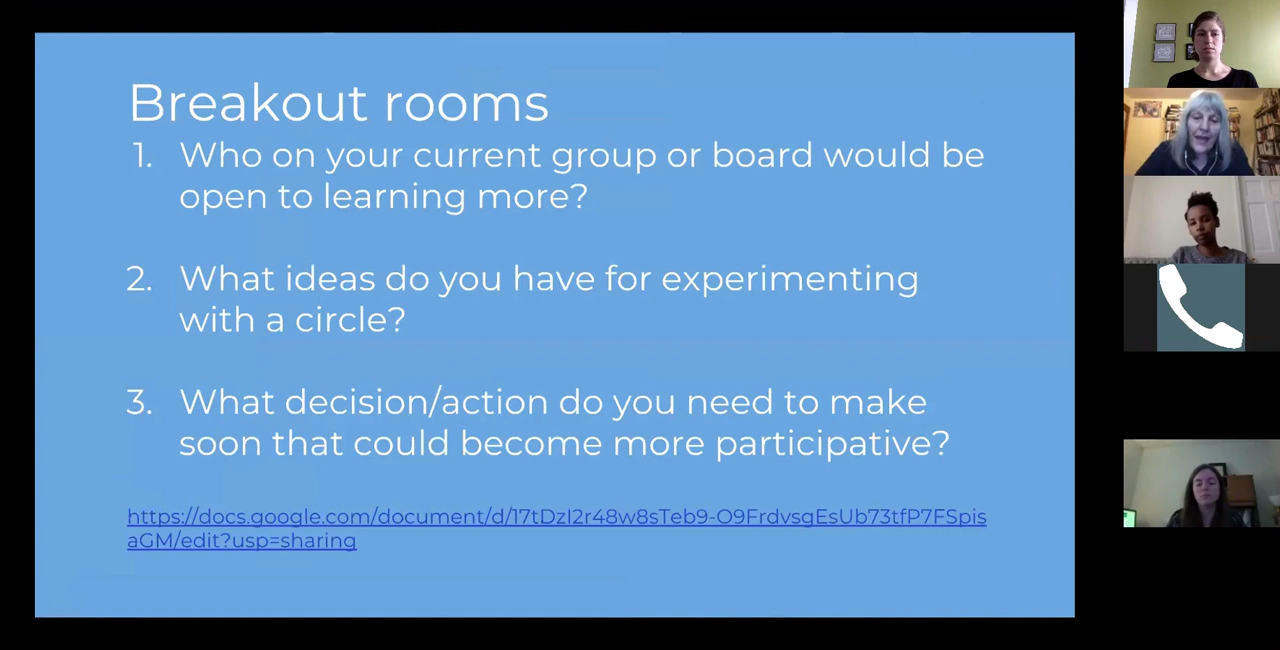 Breakout rooms
1. Who on your current group or board would be
open to learning more?
2. What ideas do you have for experimenting
with a circle?
3. What decision/action do you need to make
soon that could become more participative?
https://docs.google.com/document/d/17tDzI2r48w8sTeb9-O9FrdvsgEsUb73tfP7FSpis
aGM/edit?usp=sharing